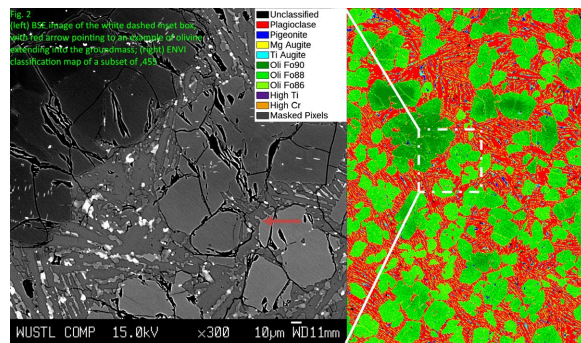 Fig. 2
(left) BSE image of the white dashed inset box,
with red arrow pointing to an example of olivine
extending into the groundmass; (right) ENVI
classification map of a subset of ,455
Unclassified
Plagioclase
Pigeonite
Mg Augite
Ti Augite
Oli Fo90
Oli Fo88
Oli Fo86
High Ti
High Cr
Masked Pixels
WUSTL COMP 15.0kV ×300 10µm WD11mm